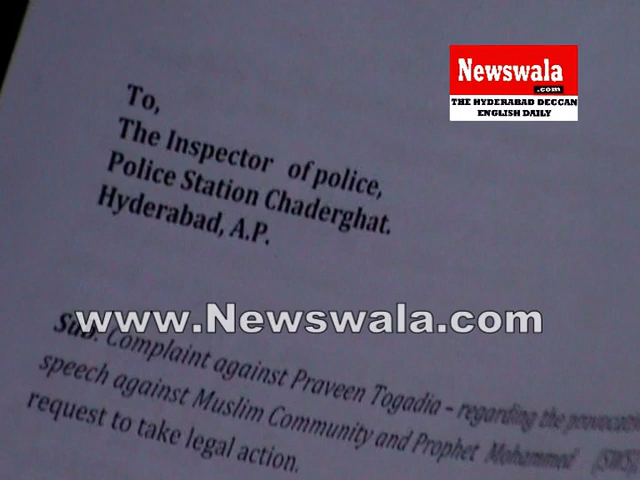 Newswala
.com
THE HYDERABAD DECCAN
ENGLISH DAILY
To,
The Inspector of police,
Police Station Chaderghat.
Hyderabad, A.P.
www.Newswala.com
Sub: Complaint against Praveen Togadia – regarding the provocati
speech against Muslim Community and Prophet Mohammed (SWS)
request to take legal action.